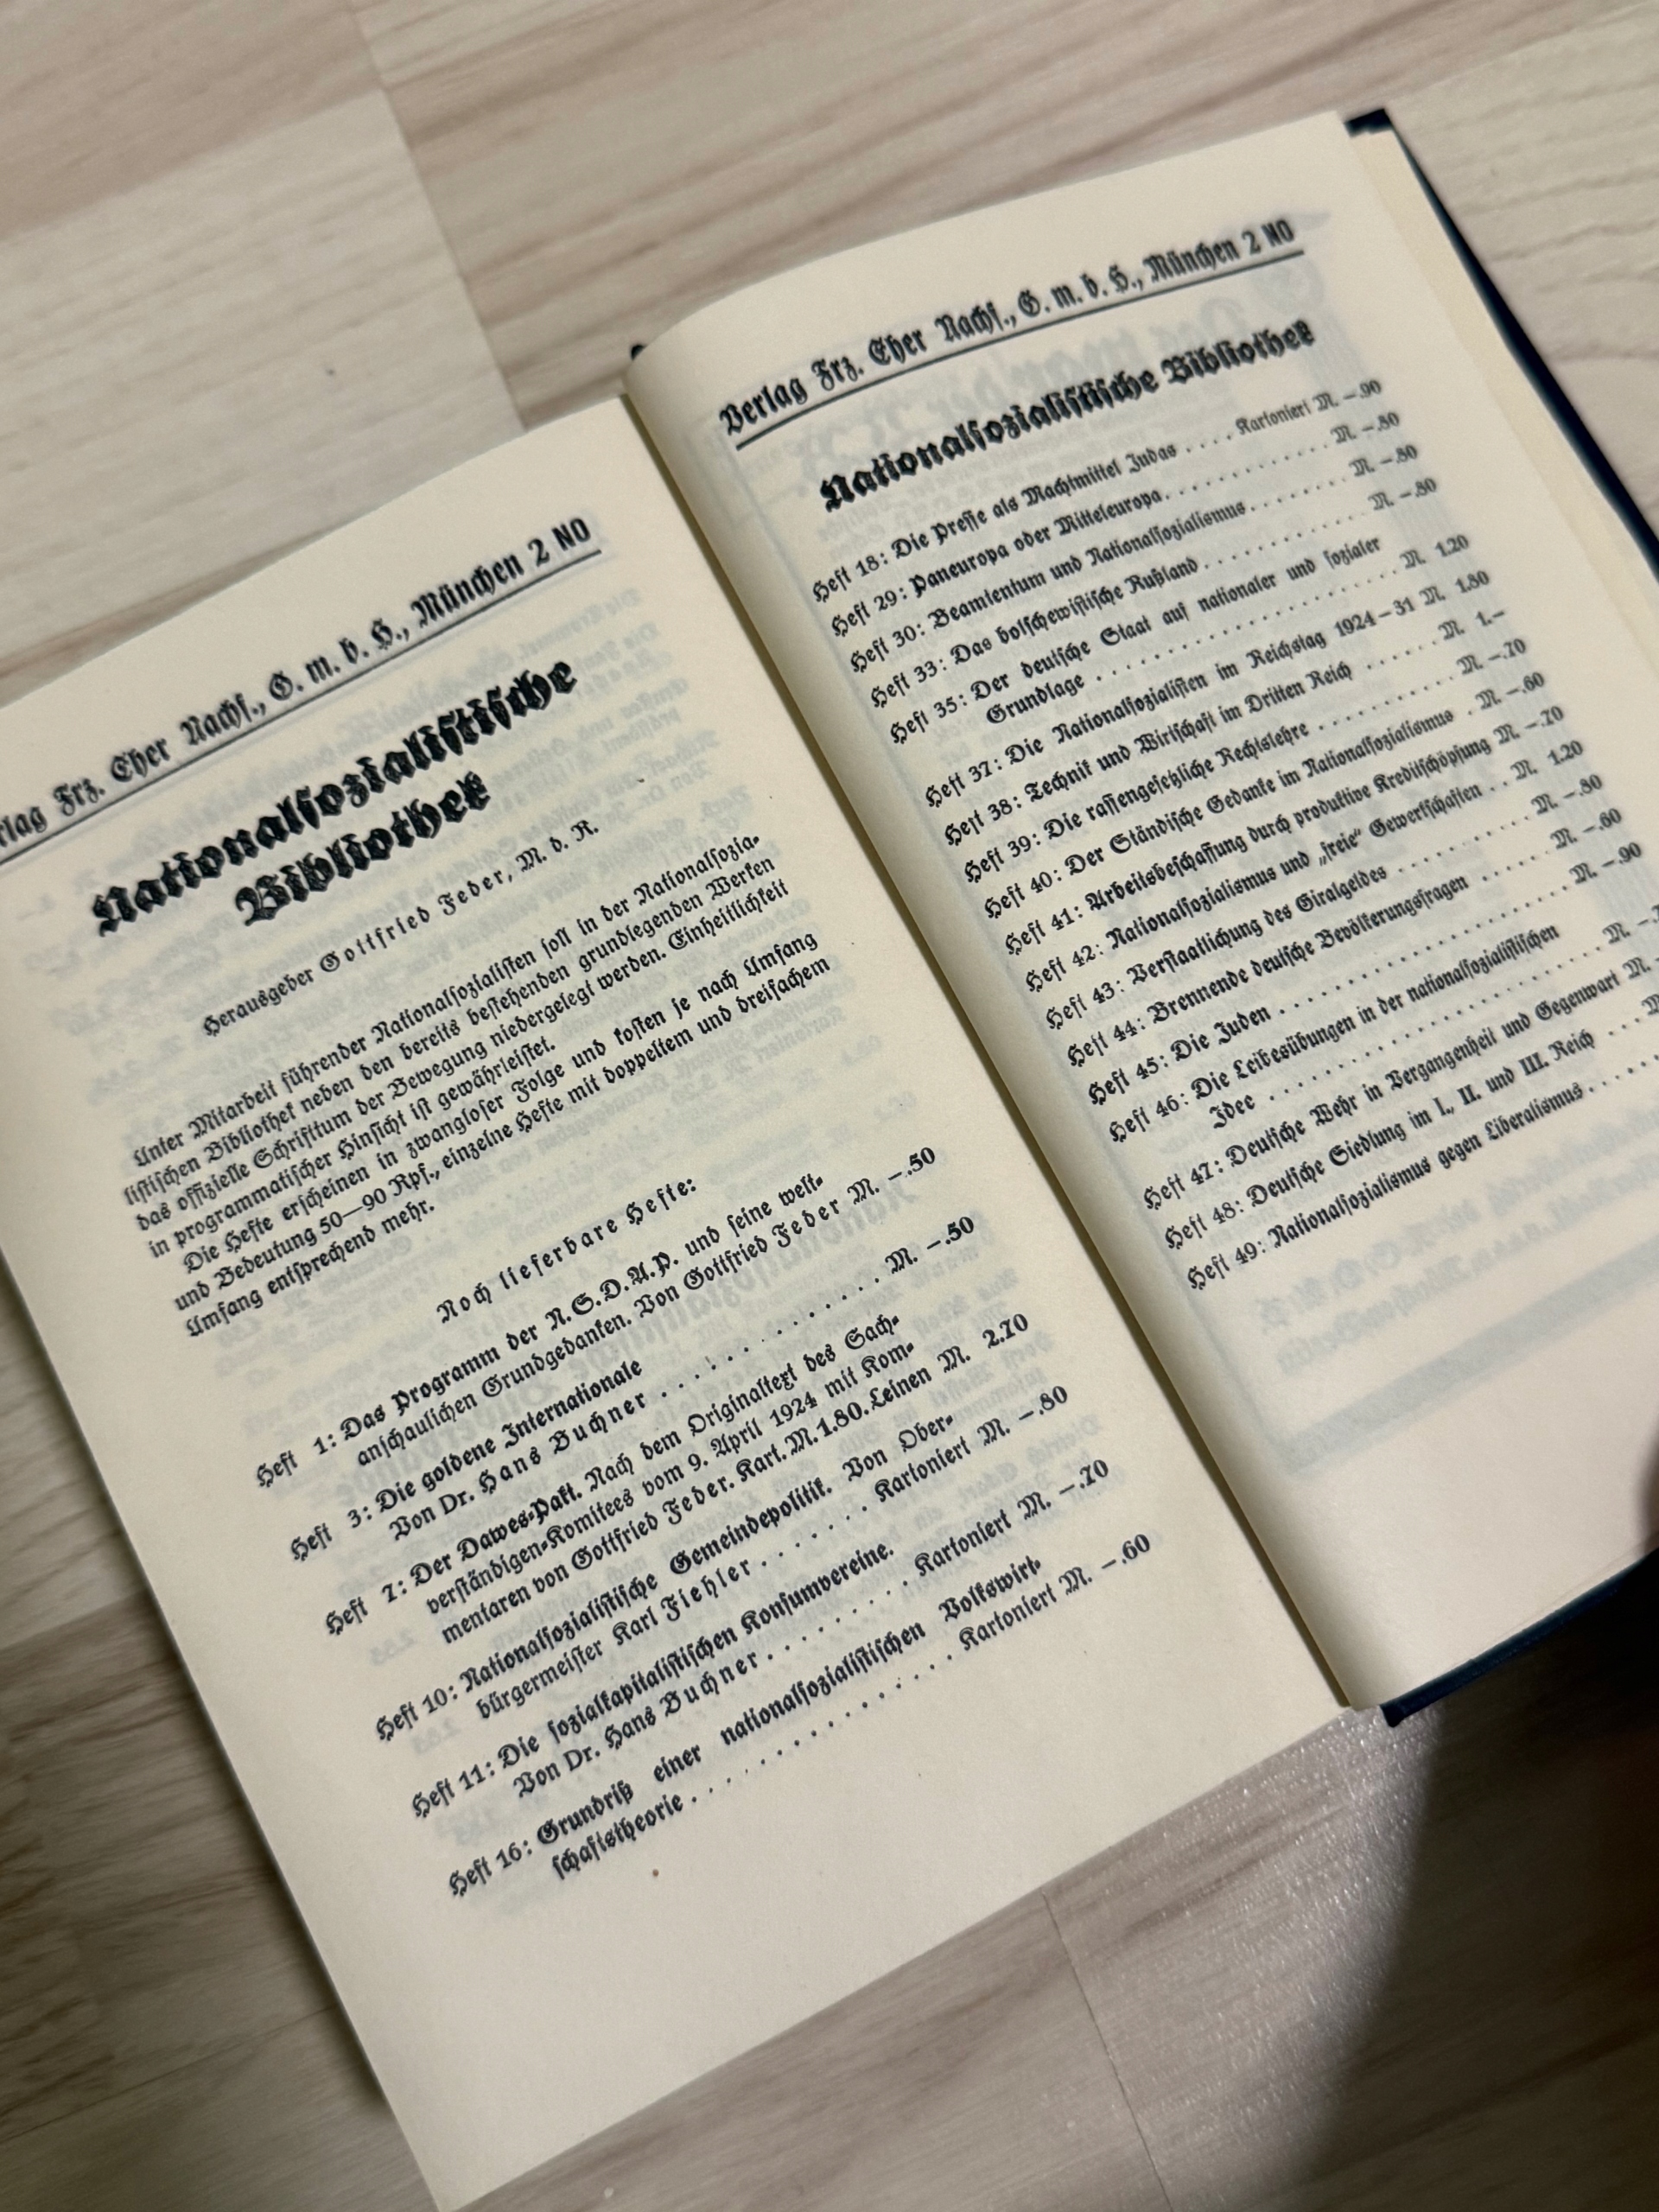 rlag Frz. Eher Nachf., G. m. b. H., München 2 NO
Nationalsozialistische
Bibliothek
Herausgeber Gottfried Feder, M. d. R.
Unter Mitarbeit führender Nationalsozialisten soll in der Nationalsozia-
listischen Bibliothek neben den bereits bestehenden grundlegenden Werken
das offizielle Schrifttum der Bewegung niedergelegt werden. Einheitlichkeit
in programmatischer Hinsicht ist gewährleistet.
Die Hefte erscheinen in zwangloser Folge und kosten je nach Umfang
und Bedeutung 50—90 Rpf., einzelne Hefte mit doppeltem und dreifachem
Umfang entsprechend mehr.
Noch lieferbare Hefte:
Heft 1: Das Programm der N.S.D.A.P. und seine welt-
anschaulichen Grundgedanken. Von Gottfried Feder M. —.50
Heft 3: Die goldene Internationale
Von Dr. Hans Buchner . . . . . . . . . . . M. —.50
Heft 7: Der Dawes-Pakt. Nach dem Originaltext des Sach-
verständigen-Komitees vom 9. April 1924 mit Kom-
mentaren von Gottfried Feder. Kart. M. 1.80. Leinen M. 2.70
Heft 10: Nationalsozialistische Gemeindepolitik. Von Ober-
bürgermeister Karl Fiehler . . . . . . Kartoniert M. —.80
Heft 11: Die sozialkapitalistischen Konsumvereine.
Von Dr. Hans Buchner . . . . . . . . Kartoniert M. —.70
Heft 16: Grundriß einer nationalsozialistischen Volkswirt-
schaftstheorie . . . . . . . . . . . . . Kartoniert M. —.60
Verlag Frz. Eher Nachf., G. m. b. H., München 2 NO
Nationalsozialistische Bibliothek
Heft 18: Die Presse als Machtmittel Judas . . . . Kartoniert M. —.90
Heft 29: Paneuropa oder Mitteleuropa . . . . . . . . . . . . M. —.80
Heft 30: Beamtentum und Nationalsozialismus . . . . . . . . M. —.80
Heft 33: Das bolschewistische Rußland . . . . . . . . . . . M. —.80
Heft 35: Der deutsche Staat auf nationaler und sozialer
Grundlage . . . . . . . . . . . . . . . . . . . . M. 1.20
Heft 37: Die Nationalsozialisten im Reichstag 1924—31 M. 1.80
Heft 38: Technik und Wirtschaft im Dritten Reich . . . . . . M. 1.—
Heft 39: Die rassengesetzliche Rechtslehre . . . . . . . . . M. —.70
Heft 40: Der Ständische Gedanke im Nationalsozialismus . M. —.60
Heft 41: Arbeitsbeschaffung durch produktive Kreditschöpfung M. —.70
Heft 42: Nationalsozialismus und „freie“ Gewerkschaften . . M. 1.20
Heft 43: Verstaatlichung des Giralgeldes . . . . . . . . . . M. —.80
Heft 44: Brennende deutsche Bevölkerungsfragen . . . . . . M. —.60
Heft 45: Die Juden . . . . . . . . . . . . . . . . . . . . M. —.90
Heft 46: Die Leibesübungen in der nationalsozialistischen
Idee . . . . . . . . . . . . . . . . . . . . . . M. —.
Heft 47: Deutsche Wehr in Vergangenheit und Gegenwart M. —
Heft 48: Deutsche Siedlung im I., II. und III. Reich . . . M
Heft 49: Nationalsozialismus gegen Liberalismus . . . . .